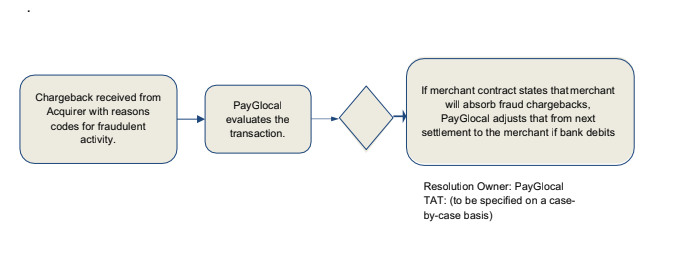 .
Chargeback received from
Acquirer with reasons
codes for fraudulent
activity.
PayGlocal
evaluates the
transaction.
If merchant contract states that merchant
will absorb fraud chargebacks,
PayGlocal adjusts that from next
settlement to the merchant if bank debits
Resolution Owner: PayGlocal
TAT: (to be specified on a case-
by-case basis)